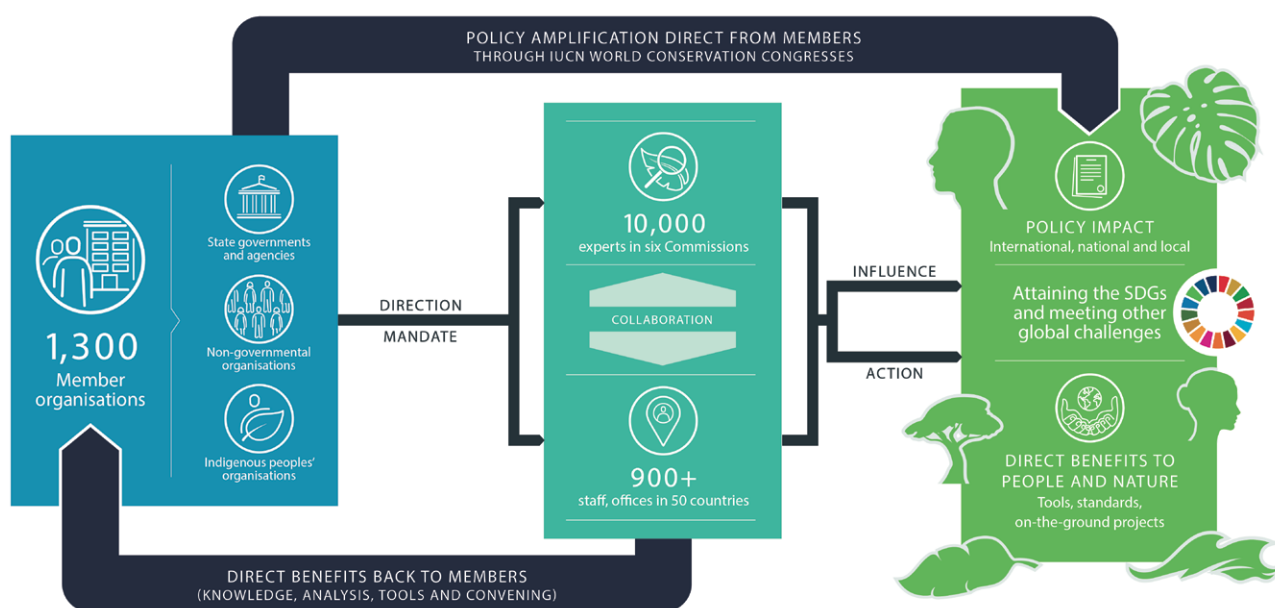 POLICY AMPLIFICATION DIRECT FROM MEMBERS
THROUGH IUCN WORLD CONSERVATION CONGRESSES
1,300
Member
organisations
State governments
and agencies
Non-governmental
organisations
Indigenous peoples'
organisations
DIRECTION
MANDATE
10,000
experts in six Commissions
COLLABORATION
900+
staff, offices in 50 countries
INFLUENCE
ACTION
POLICY IMPACT
International, national and local
Attaining the SDGs
and meeting other
global challenges
DIRECT BENEFITS TO
PEOPLE AND NATURE
Tools, standards,
on-the-ground projects
DIRECT BENEFITS BACK TO MEMBERS
(KNOWLEDGE, ANALYSIS, TOOLS AND CONVENING)